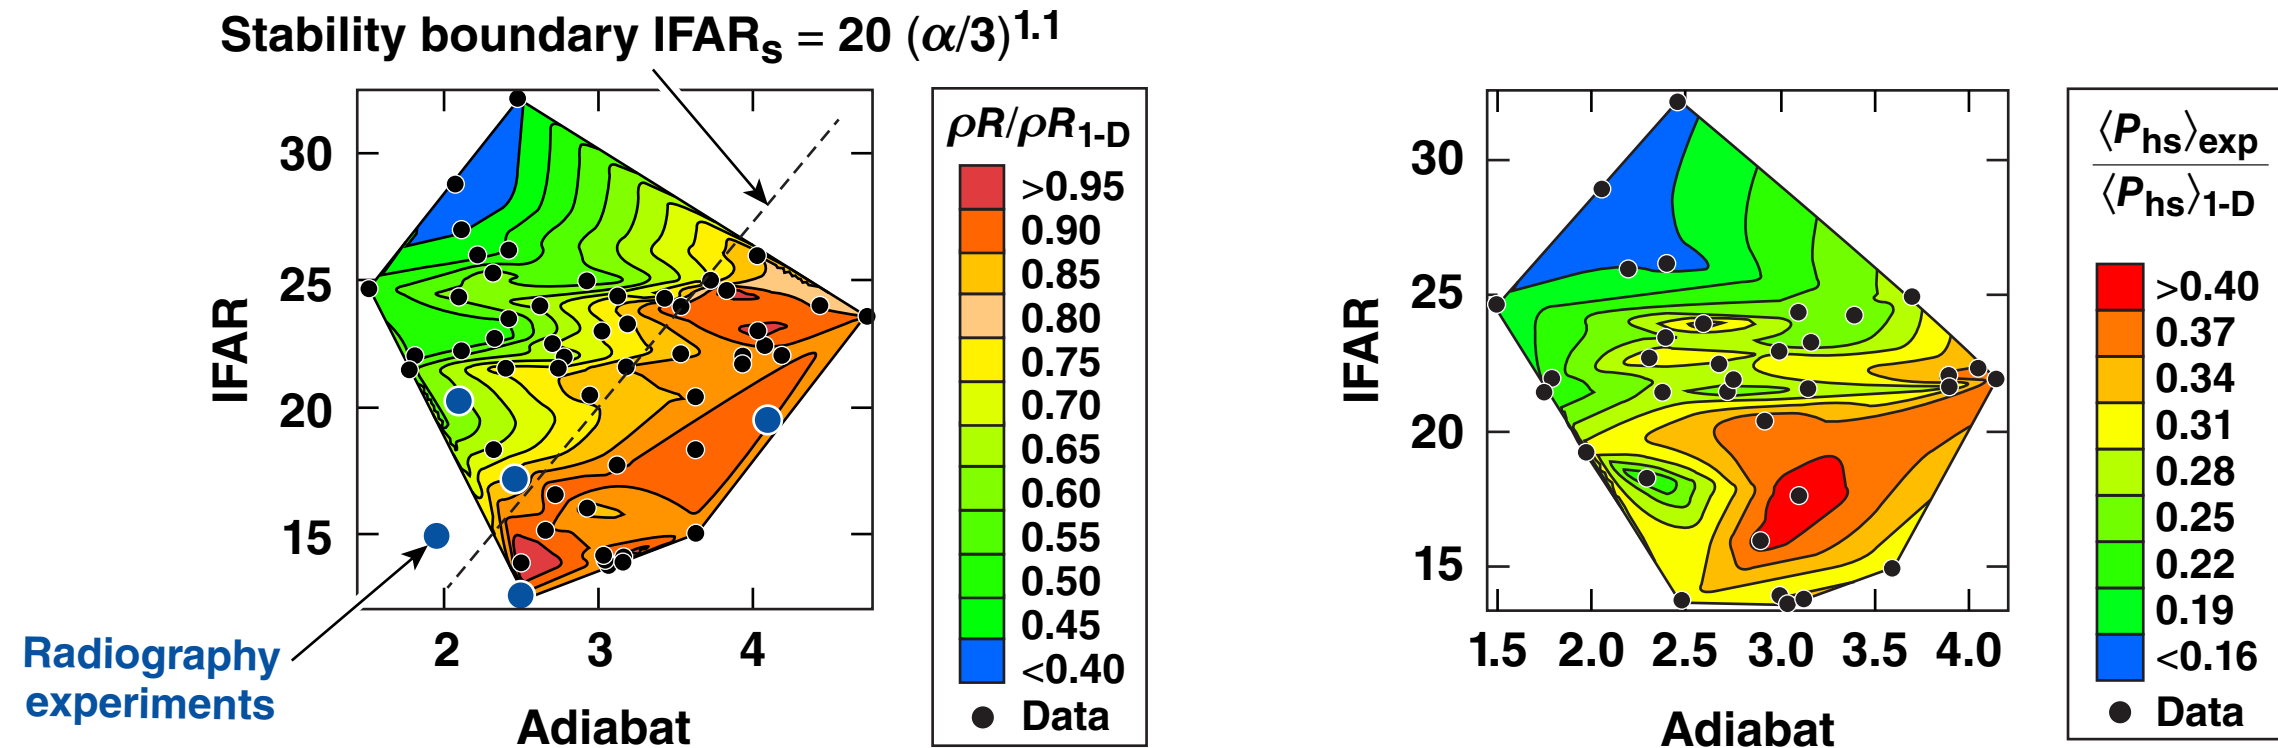 Stability boundary IFARs = 20 (α/3)1.1
30
25
20
15
IFAR
2 3 4
Adiabat
Radiography
experiments
ρR/ρR1-D
>0.95
0.90
0.85
0.80
0.75
0.70
0.65
0.60
0.55
0.50
0.45
<0.40
Data
30
25
20
15
IFAR
1.5 2.0 2.5 3.0 3.5 4.0
Adiabat
⟨Phs⟩exp
⟨Phs⟩1-D
>0.40
0.37
0.34
0.31
0.28
0.25
0.22
0.19
<0.16
Data